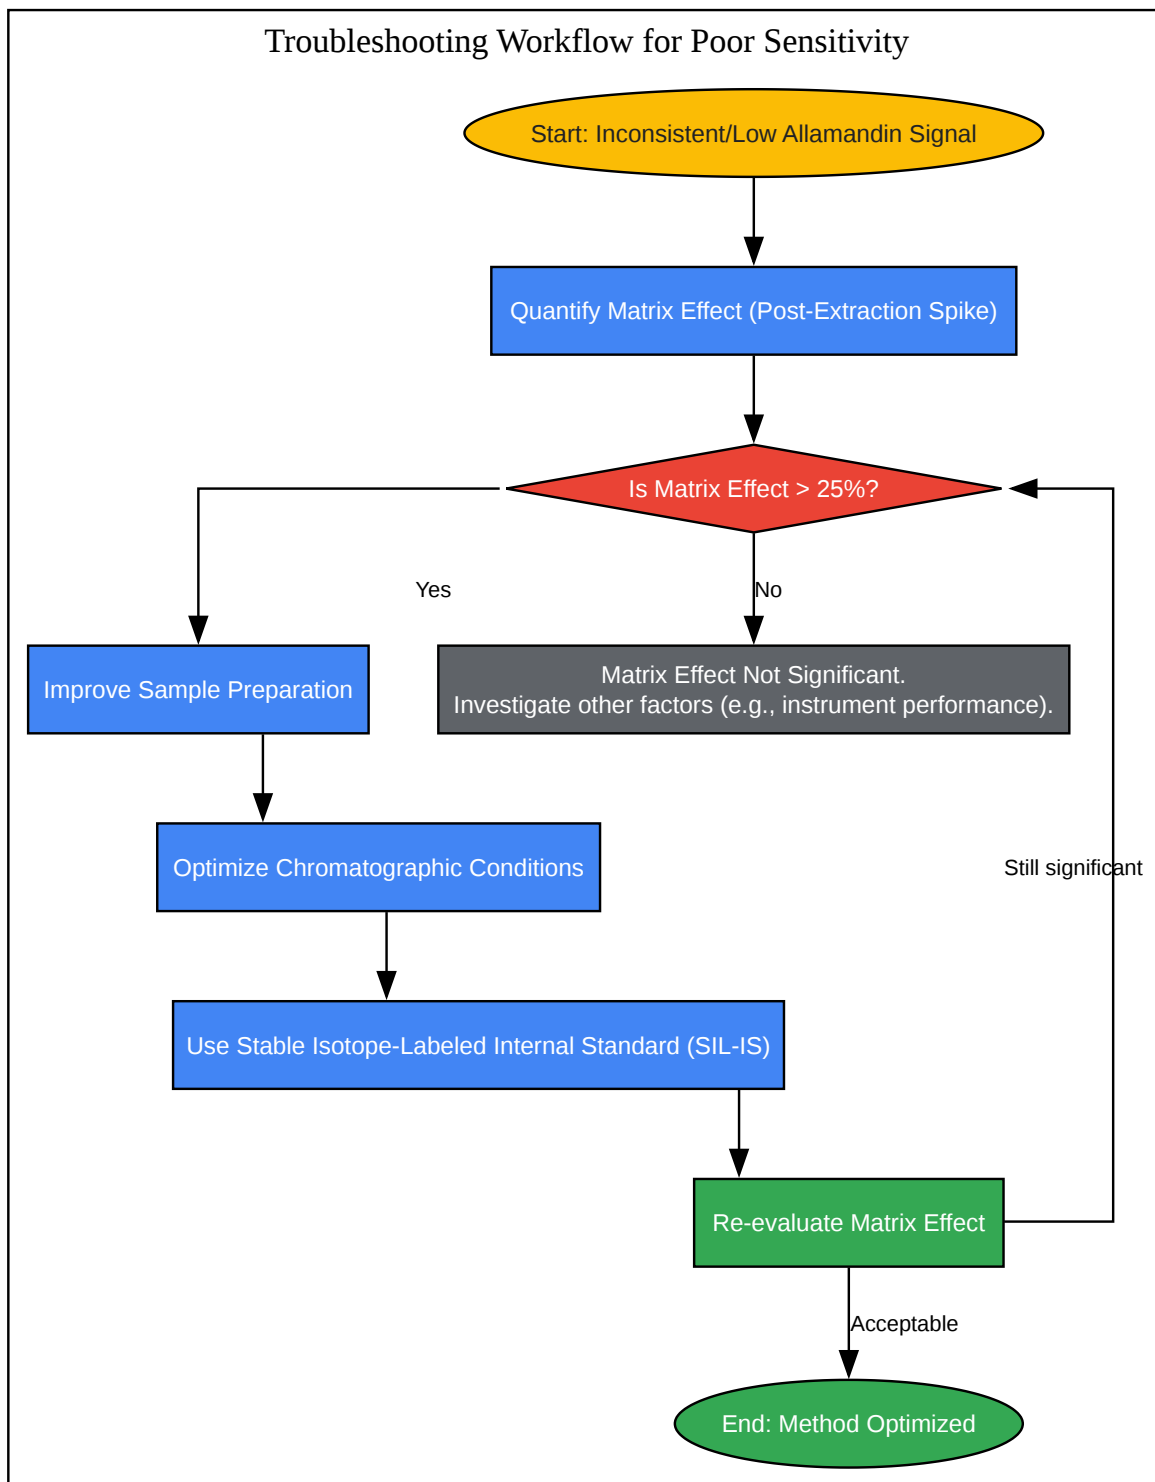 Troubleshooting Workflow for Poor Sensitivity
Start: Inconsistent/Low Allamandin Signal
Quantify Matrix Effect (Post-Extraction Spike)
Is Matrix Effect > 25%?
Yes
No
Improve Sample Preparation
Matrix Effect Not Significant.
Investigate other factors (e.g., instrument performance).
Optimize Chromatographic Conditions
Still significant
Use Stable Isotope-Labeled Internal Standard (SIL-IS)
Re-evaluate Matrix Effect
Acceptable
End: Method Optimized